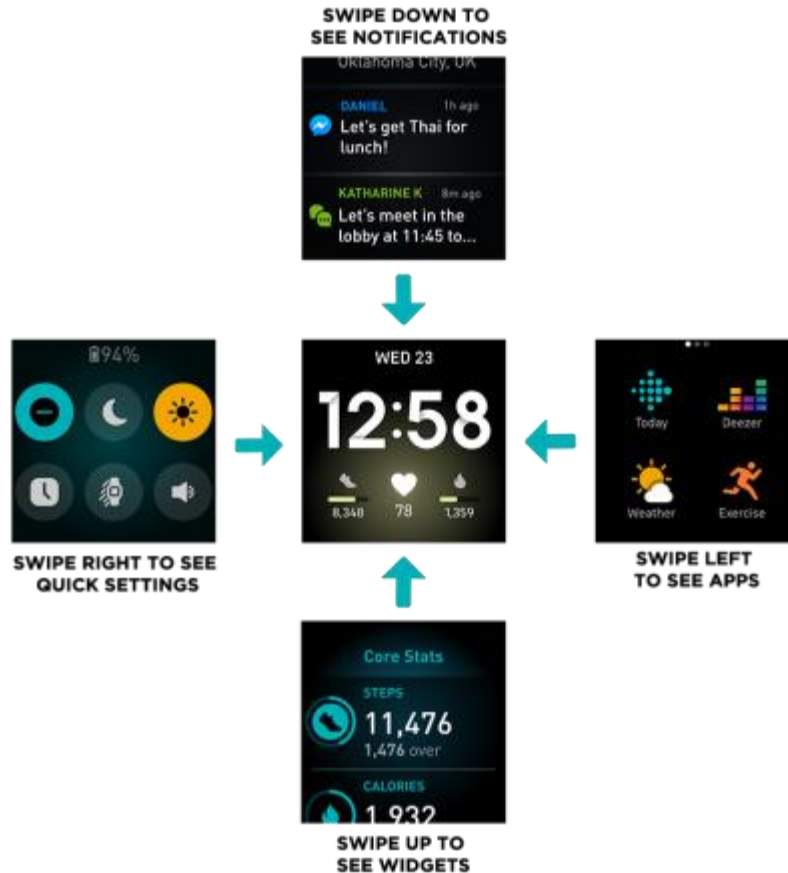 SWIPE DOWN TO
SEE NOTIFICATIONS
Oklahoma City, OK
DANIEL 1h ago
Let's get Thai for
lunch!
KATHARINE K 8m ago
Let's meet in the
lobby at 11:45 to...
94%
SWIPE RIGHT TO SEE
QUICK SETTINGS
WED 23
12:58
8,348 78 1,359
Today Deezer
Weather Exercise
SWIPE LEFT
TO SEE APPS
Core Stats
STEPS
11,476
1,476 over
CALORIES
1,932
SWIPE UP TO
SEE WIDGETS